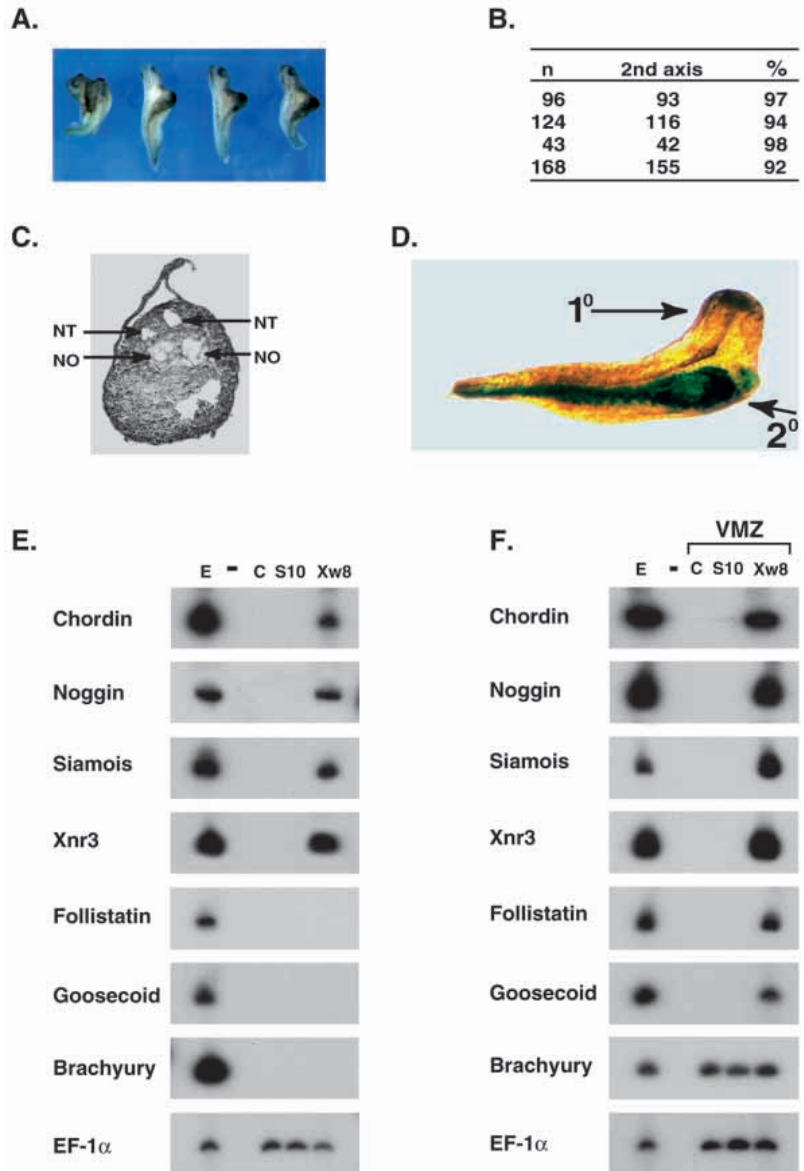 A.
B.
n 2nd axis %
96 93 97
124 116 94
43 42 98
168 155 92
C.
NT NT
NO NO
D.
1⁰
2⁰
E.
E - C S10 Xw8
Chordin
Noggin
Siamois
Xnr3
Follistatin
Goosecoid
Brachyury
EF-1α
F.
VMZ
E - C S10 Xw8
Chordin
Noggin
Siamois
Xnr3
Follistatin
Goosecoid
Brachyury
EF-1α